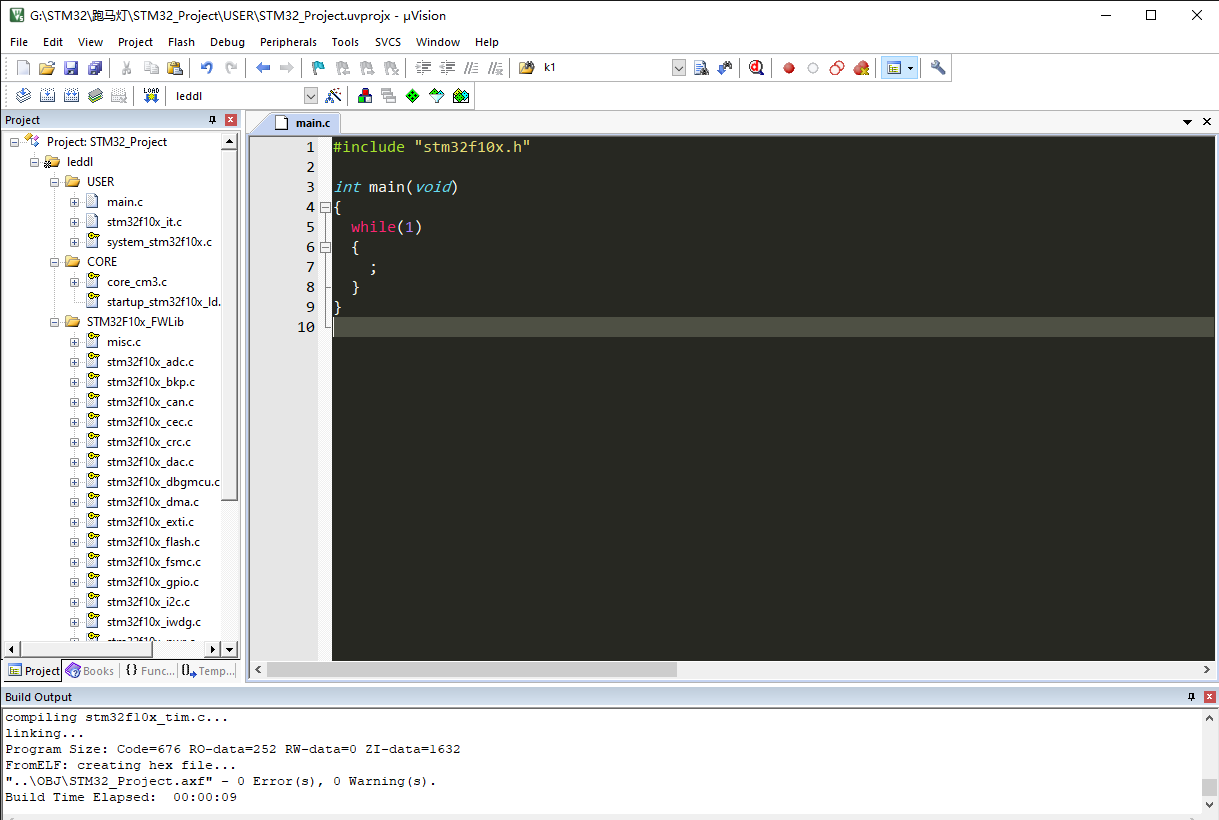 G:\STM32\跑马灯\STM32_Project\USER\STM32_Project.uvprojx - µVision
File Edit View Project Flash Debug Peripherals Tools SVCS Window Help
k1
LOAD leddl
Project
Project: STM32_Project
leddl
USER
main.c
stm32f10x_it.c
system_stm32f10x.c
CORE
core_cm3.c
startup_stm32f10x_ld.
STM32F10x_FWLib
misc.c
stm32f10x_adc.c
stm32f10x_bkp.c
stm32f10x_can.c
stm32f10x_cec.c
stm32f10x_crc.c
stm32f10x_dac.c
stm32f10x_dbgmcu.c
stm32f10x_dma.c
stm32f10x_exti.c
stm32f10x_flash.c
stm32f10x_fsmc.c
stm32f10x_gpio.c
stm32f10x_i2c.c
stm32f10x_iwdg.c
Project Books {} Func... Temp...
main.c
1 #include "stm32f10x.h"
2
3 int main(void)
4 {
5 while(1)
6 {
7 ;
8 }
9 }
10
Build Output
compiling stm32f10x_tim.c...
linking...
Program Size: Code=676 RO-data=252 RW-data=0 ZI-data=1632
FromELF: creating hex file...
"..\OBJ\STM32_Project.axf" - 0 Error(s), 0 Warning(s).
Build Time Elapsed:  00:00:09